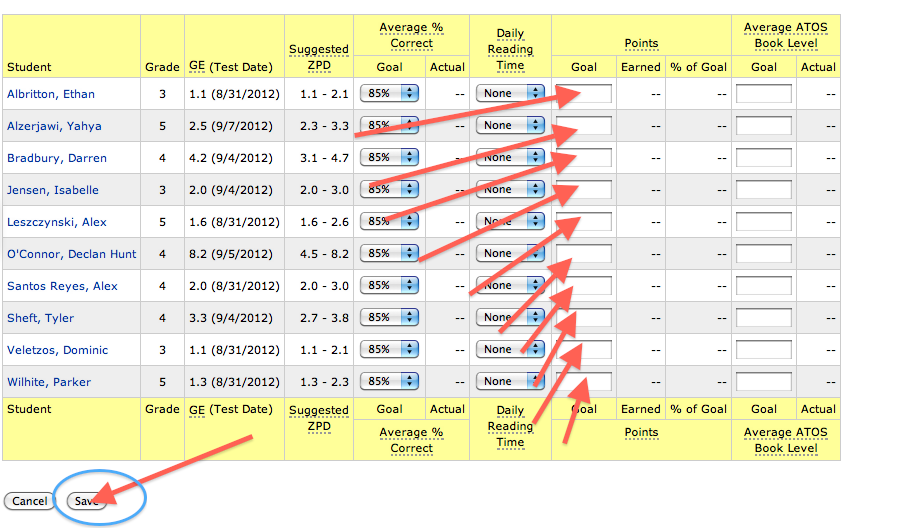 Student Grade GE (Test Date) Suggested ZPD Average % Correct Daily Reading Time Points Average ATOS Book Level
Goal Actual Goal Earned % of Goal Goal Actual
Albritton, Ethan 3 1.1 (8/31/2012) 1.1 - 2.1 85% -- None -- -- --
Alzerjawi, Yahya 5 2.5 (9/7/2012) 2.3 - 3.3 85% -- None -- -- --
Bradbury, Darren 4 4.2 (9/4/2012) 3.1 - 4.7 85% -- None -- -- --
Jensen, Isabelle 3 2.0 (9/4/2012) 2.0 - 3.0 85% -- None -- -- --
Leszczynski, Alex 5 1.6 (8/31/2012) 1.6 - 2.6 85% -- None -- -- --
O'Connor, Declan Hunt 4 8.2 (9/5/2012) 4.5 - 8.2 85% -- None -- -- --
Santos Reyes, Alex 4 2.0 (8/31/2012) 2.0 - 3.0 85% -- None -- -- --
Sheft, Tyler 4 3.3 (9/4/2012) 2.7 - 3.8 85% -- None -- -- --
Veletzos, Dominic 3 1.1 (8/31/2012) 1.1 - 2.1 85% -- None -- -- --
Wilhite, Parker 5 1.3 (8/31/2012) 1.3 - 2.3 85% -- None -- -- --
Student Grade GE (Test Date) Suggested ZPD Goal Actual Daily Reading Time Goal Earned % of Goal Goal Actual
Average % Correct Points Average ATOS Book Level
Cancel Save